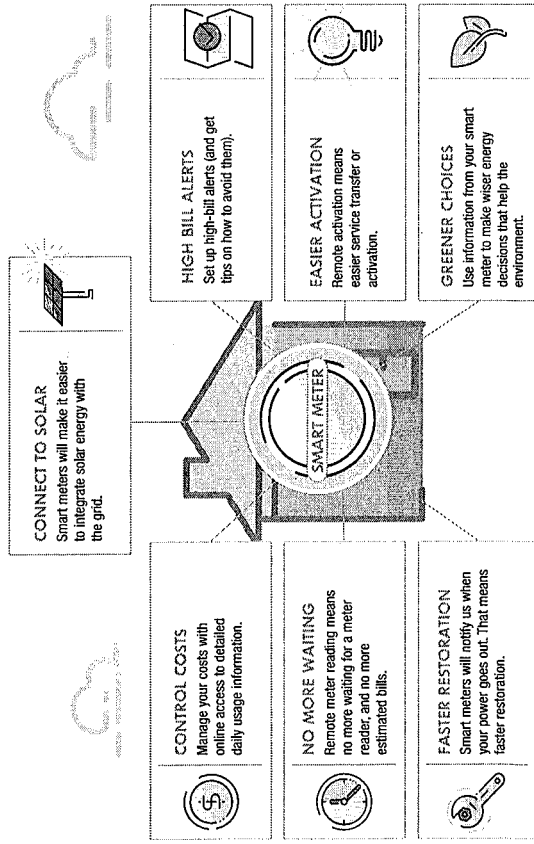 CONNECT TO SOLAR
Smart meters will make it easier
to integrate solar energy with
the grid.
CONTROL COSTS
Manage your costs with
online access to detailed
daily usage information.
NO MORE WAITING
Remote meter reading means
no more waiting for a meter
reader, and no more
estimated bills.
FASTER RESTORATION
Smart meters will notify us when
your power goes out. That means
faster restoration.
SMART METER
HIGH BILL ALERTS
Set up high-bill alerts (and get
tips on how to avoid them).
EASIER ACTIVATION
Remote activation means
easier service transfer or
activation.
GREENER CHOICES
Use information from your smart
meter to make wiser energy
decisions that help the
environment.